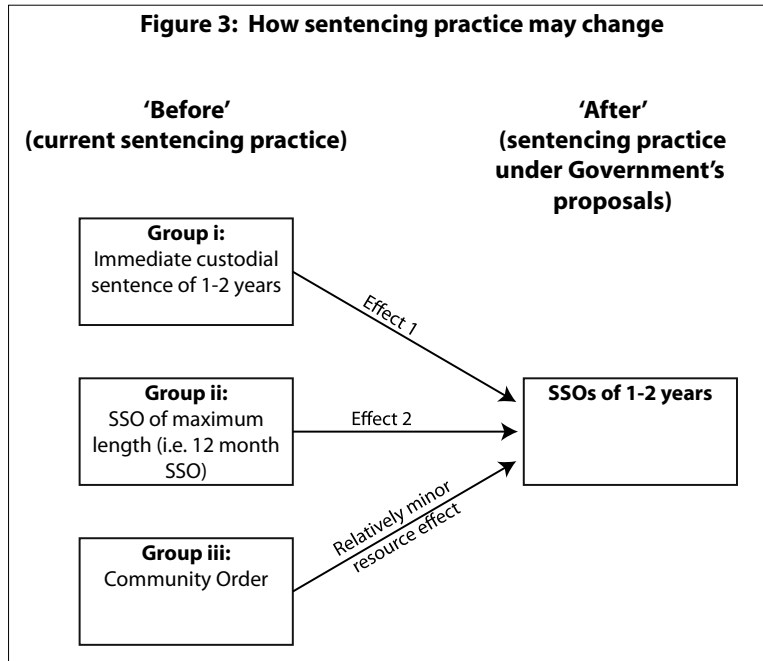 Figure 3:  How sentencing practice may change
'Before'
(current sentencing practice)
'After'
(sentencing practice
under Government's
proposals)
Group i:
Immediate custodial
sentence of 1-2 years
Effect 1
Group ii:
SSO of maximum
length (i.e. 12 month
SSO)
Effect 2
SSOs of 1-2 years
Group iii:
Community Order
Relatively minor
resource effect